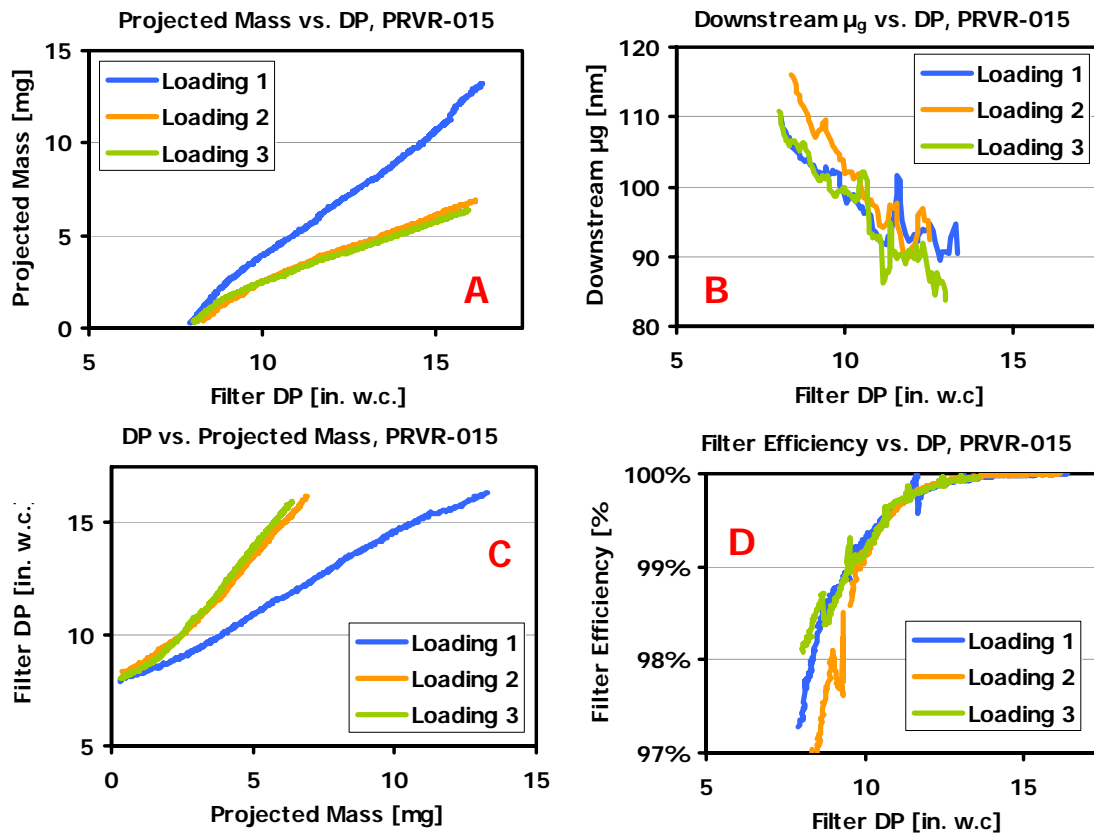 Projected Mass vs. DP, PRVR-015
Projected Mass [mg]
15
10
5
0
Loading 1
Loading 2
Loading 3
A
5
10
15
Filter DP [in. w.c.]
Downstream µg vs. DP, PRVR-015
Downstream µg [nm]
120
110
100
90
80
Loading 1
Loading 2
Loading 3
B
5
10
15
Filter DP [in. w.c]
DP vs. Projected Mass, PRVR-015
Filter DP [in. w.c.]
15
10
5
C
Loading 1
Loading 2
Loading 3
0
5
10
15
Projected Mass [mg]
Filter Efficiency vs. DP, PRVR-015
Filter Efficiency [%
100%
99%
98%
97%
D
Loading 1
Loading 2
Loading 3
5
10
15
Filter DP [in. w.c]